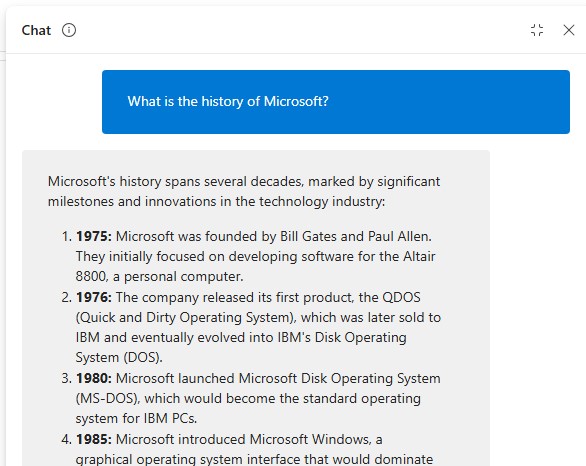 Chat
What is the history of Microsoft?
Microsoft's history spans several decades, marked by significant
milestones and innovations in the technology industry:
1. 1975: Microsoft was founded by Bill Gates and Paul Allen.
They initially focused on developing software for the Altair
8800, a personal computer.
2. 1976: The company released its first product, the QDOS
(Quick and Dirty Operating System), which was later sold to
IBM and eventually evolved into IBM's Disk Operating
System (DOS).
3. 1980: Microsoft launched Microsoft Disk Operating System
(MS-DOS), which would become the standard operating
system for IBM PCs.
4. 1985: Microsoft introduced Microsoft Windows, a
graphical operating system interface that would dominate